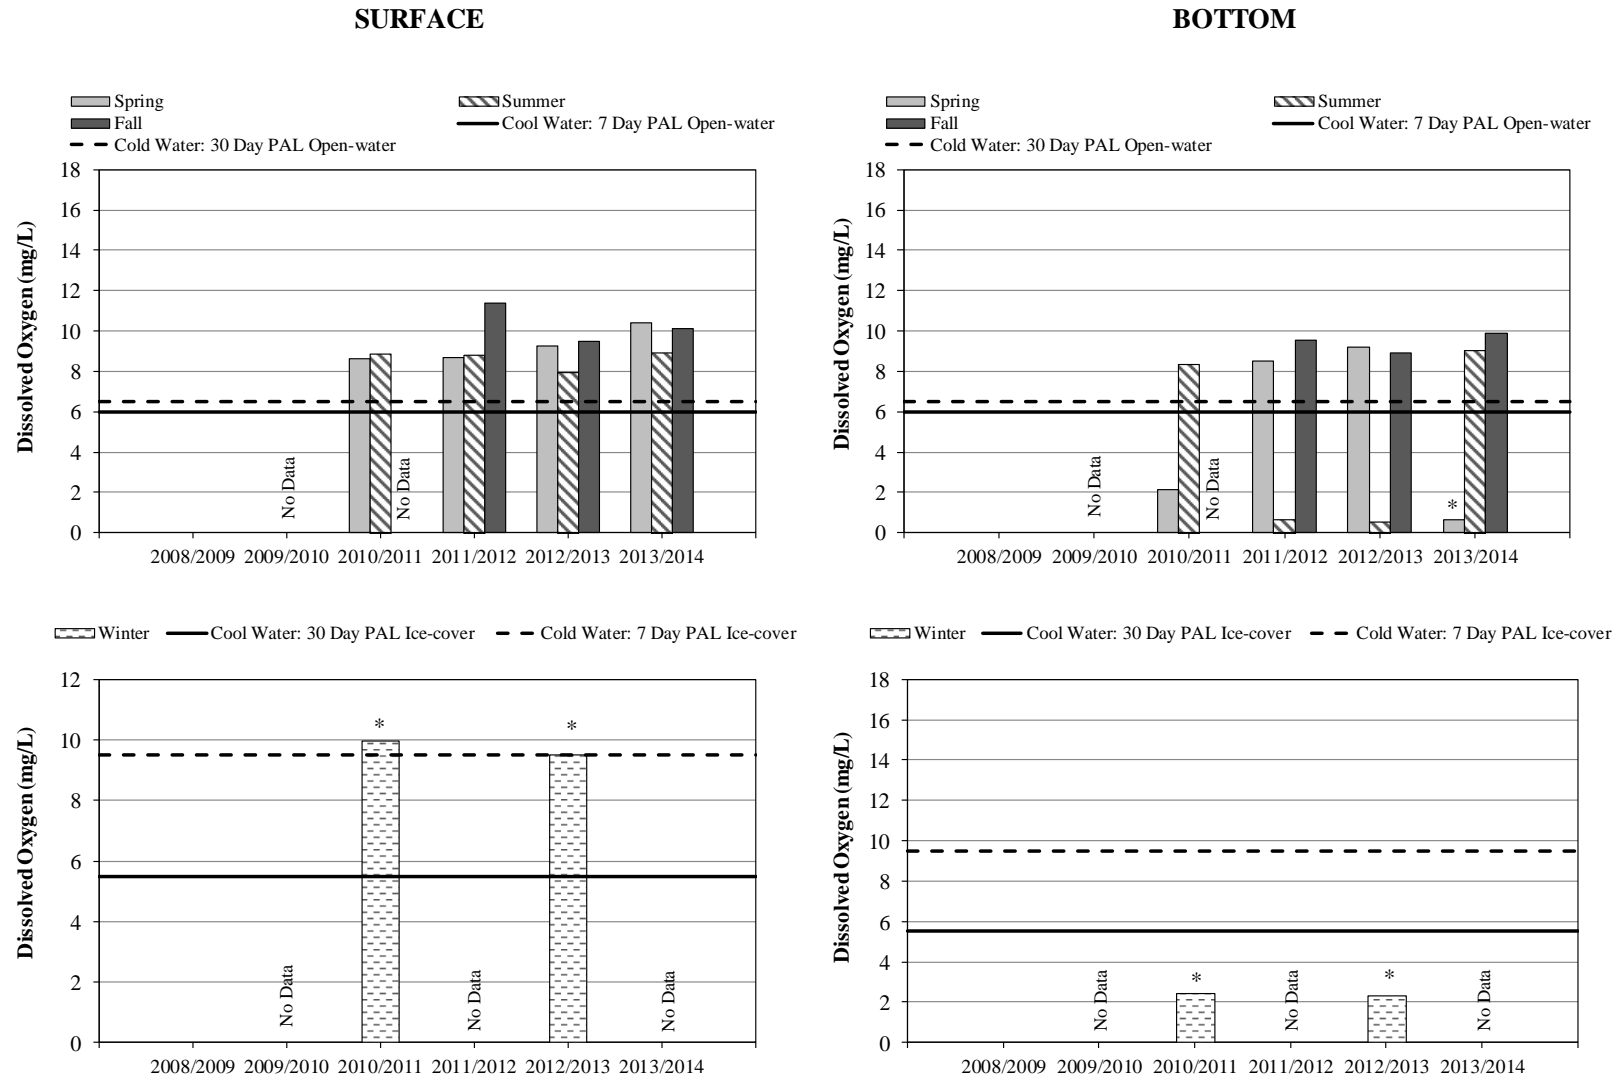 SURFACE
BOTTOM
Spring
Summer
Fall
Cool Water: 7 Day PAL Open-water
Cold Water: 30 Day PAL Open-water
Dissolved Oxygen (mg/L)
18
16
14
12
10
8
6
4
2
0
No Data
No Data
2008/2009 2009/2010 2010/2011 2011/2012 2012/2013 2013/2014
Spring
Summer
Fall
Cool Water: 7 Day PAL Open-water
Cold Water: 30 Day PAL Open-water
Dissolved Oxygen (mg/L)
18
16
14
12
10
8
6
4
2
0
No Data
No Data
*
2008/2009 2009/2010 2010/2011 2011/2012 2012/2013 2013/2014
Winter Cool Water: 30 Day PAL Ice-cover Cold Water: 7 Day PAL Ice-cover
Dissolved Oxygen (mg/L)
12
10
8
6
4
2
0
* *
No Data
No Data
No Data
2008/2009 2009/2010 2010/2011 2011/2012 2012/2013 2013/2014
Winter Cool Water: 30 Day PAL Ice-cover Cold Water: 7 Day PAL Ice-cover
Dissolved Oxygen (mg/L)
18
16
14
12
10
8
6
4
2
0
No Data
*
No Data
*
No Data
2008/2009 2009/2010 2010/2011 2011/2012 2012/2013 2013/2014